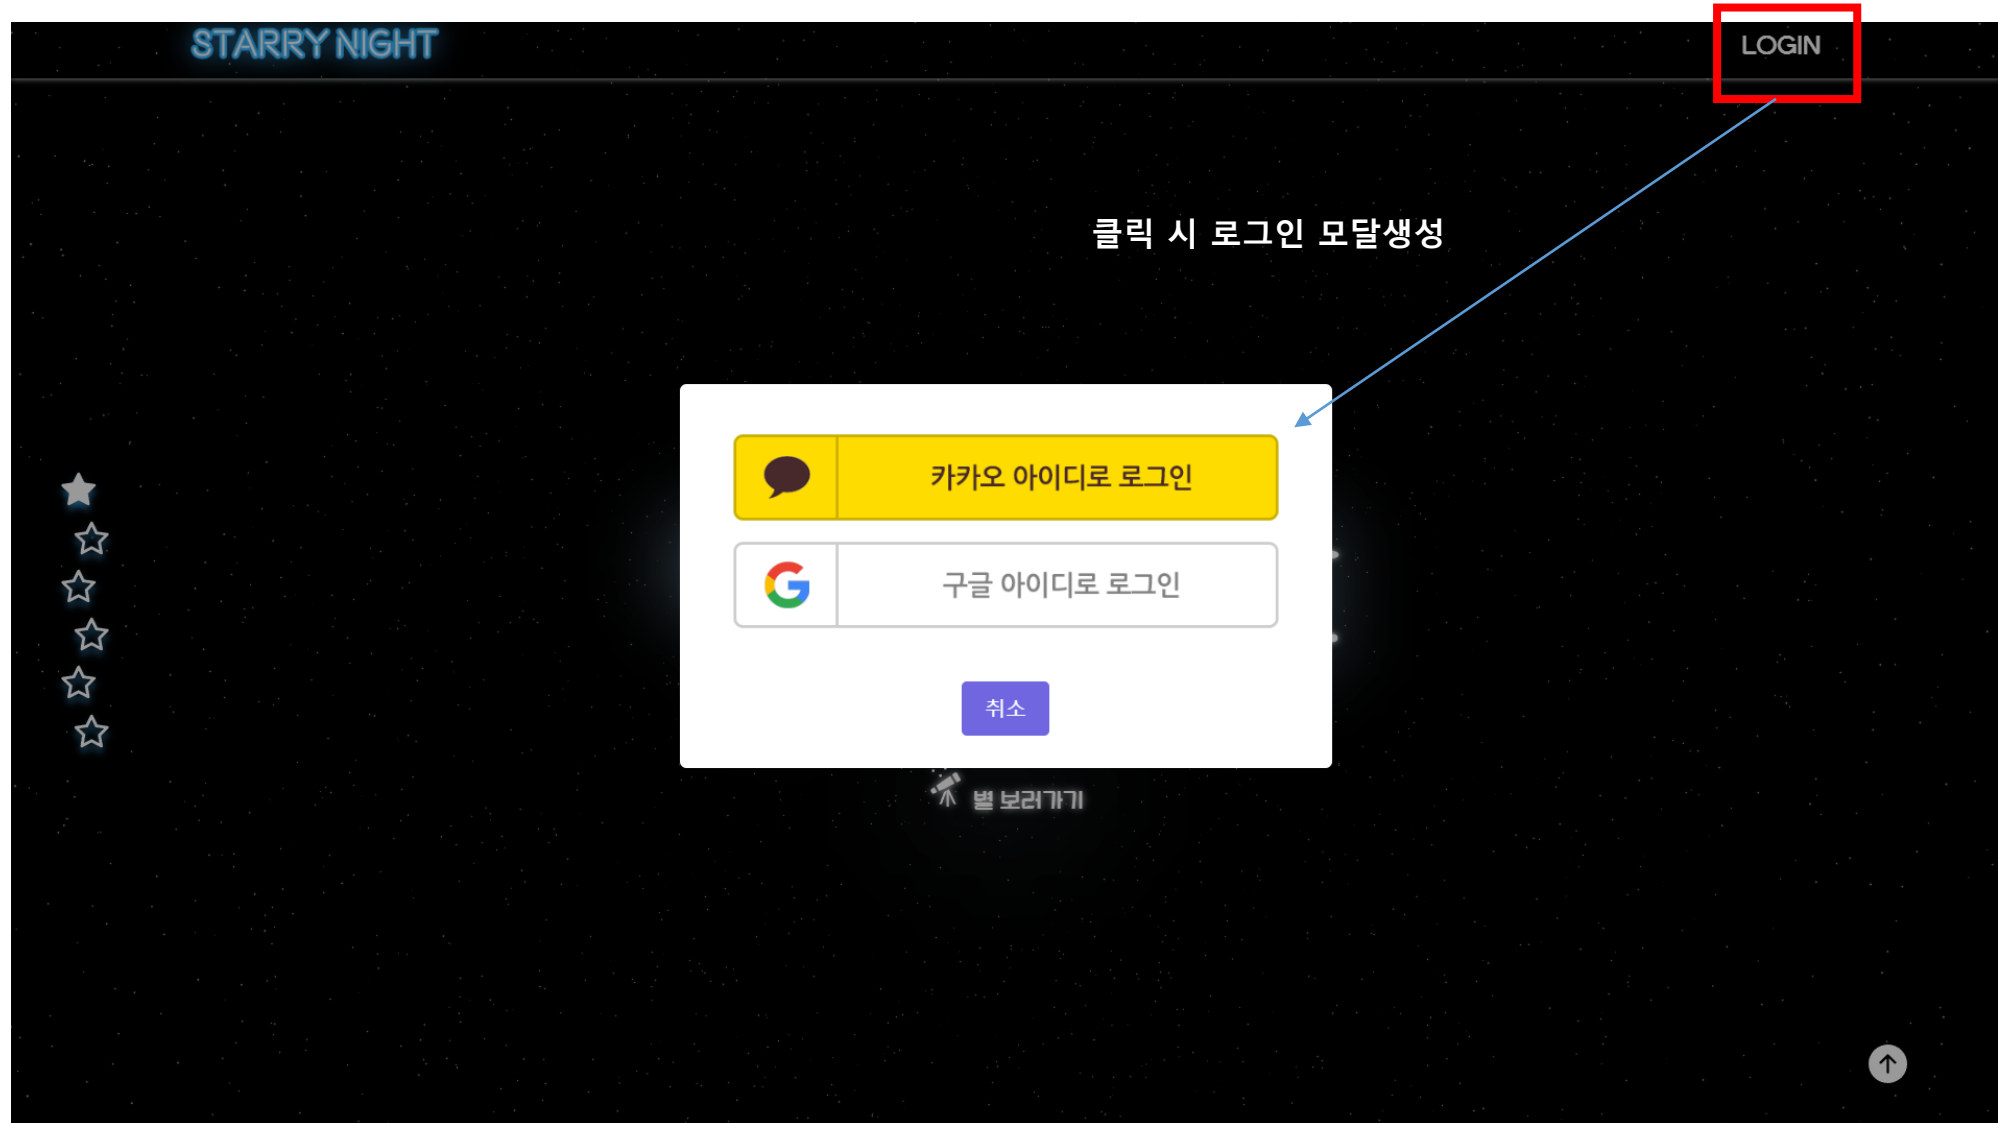 STARRY NIGHT
LOGIN
클릭 시 로그인 모달생성
카카오 아이디로 로그인
구글 아이디로 로그인
취소
별 보러가기